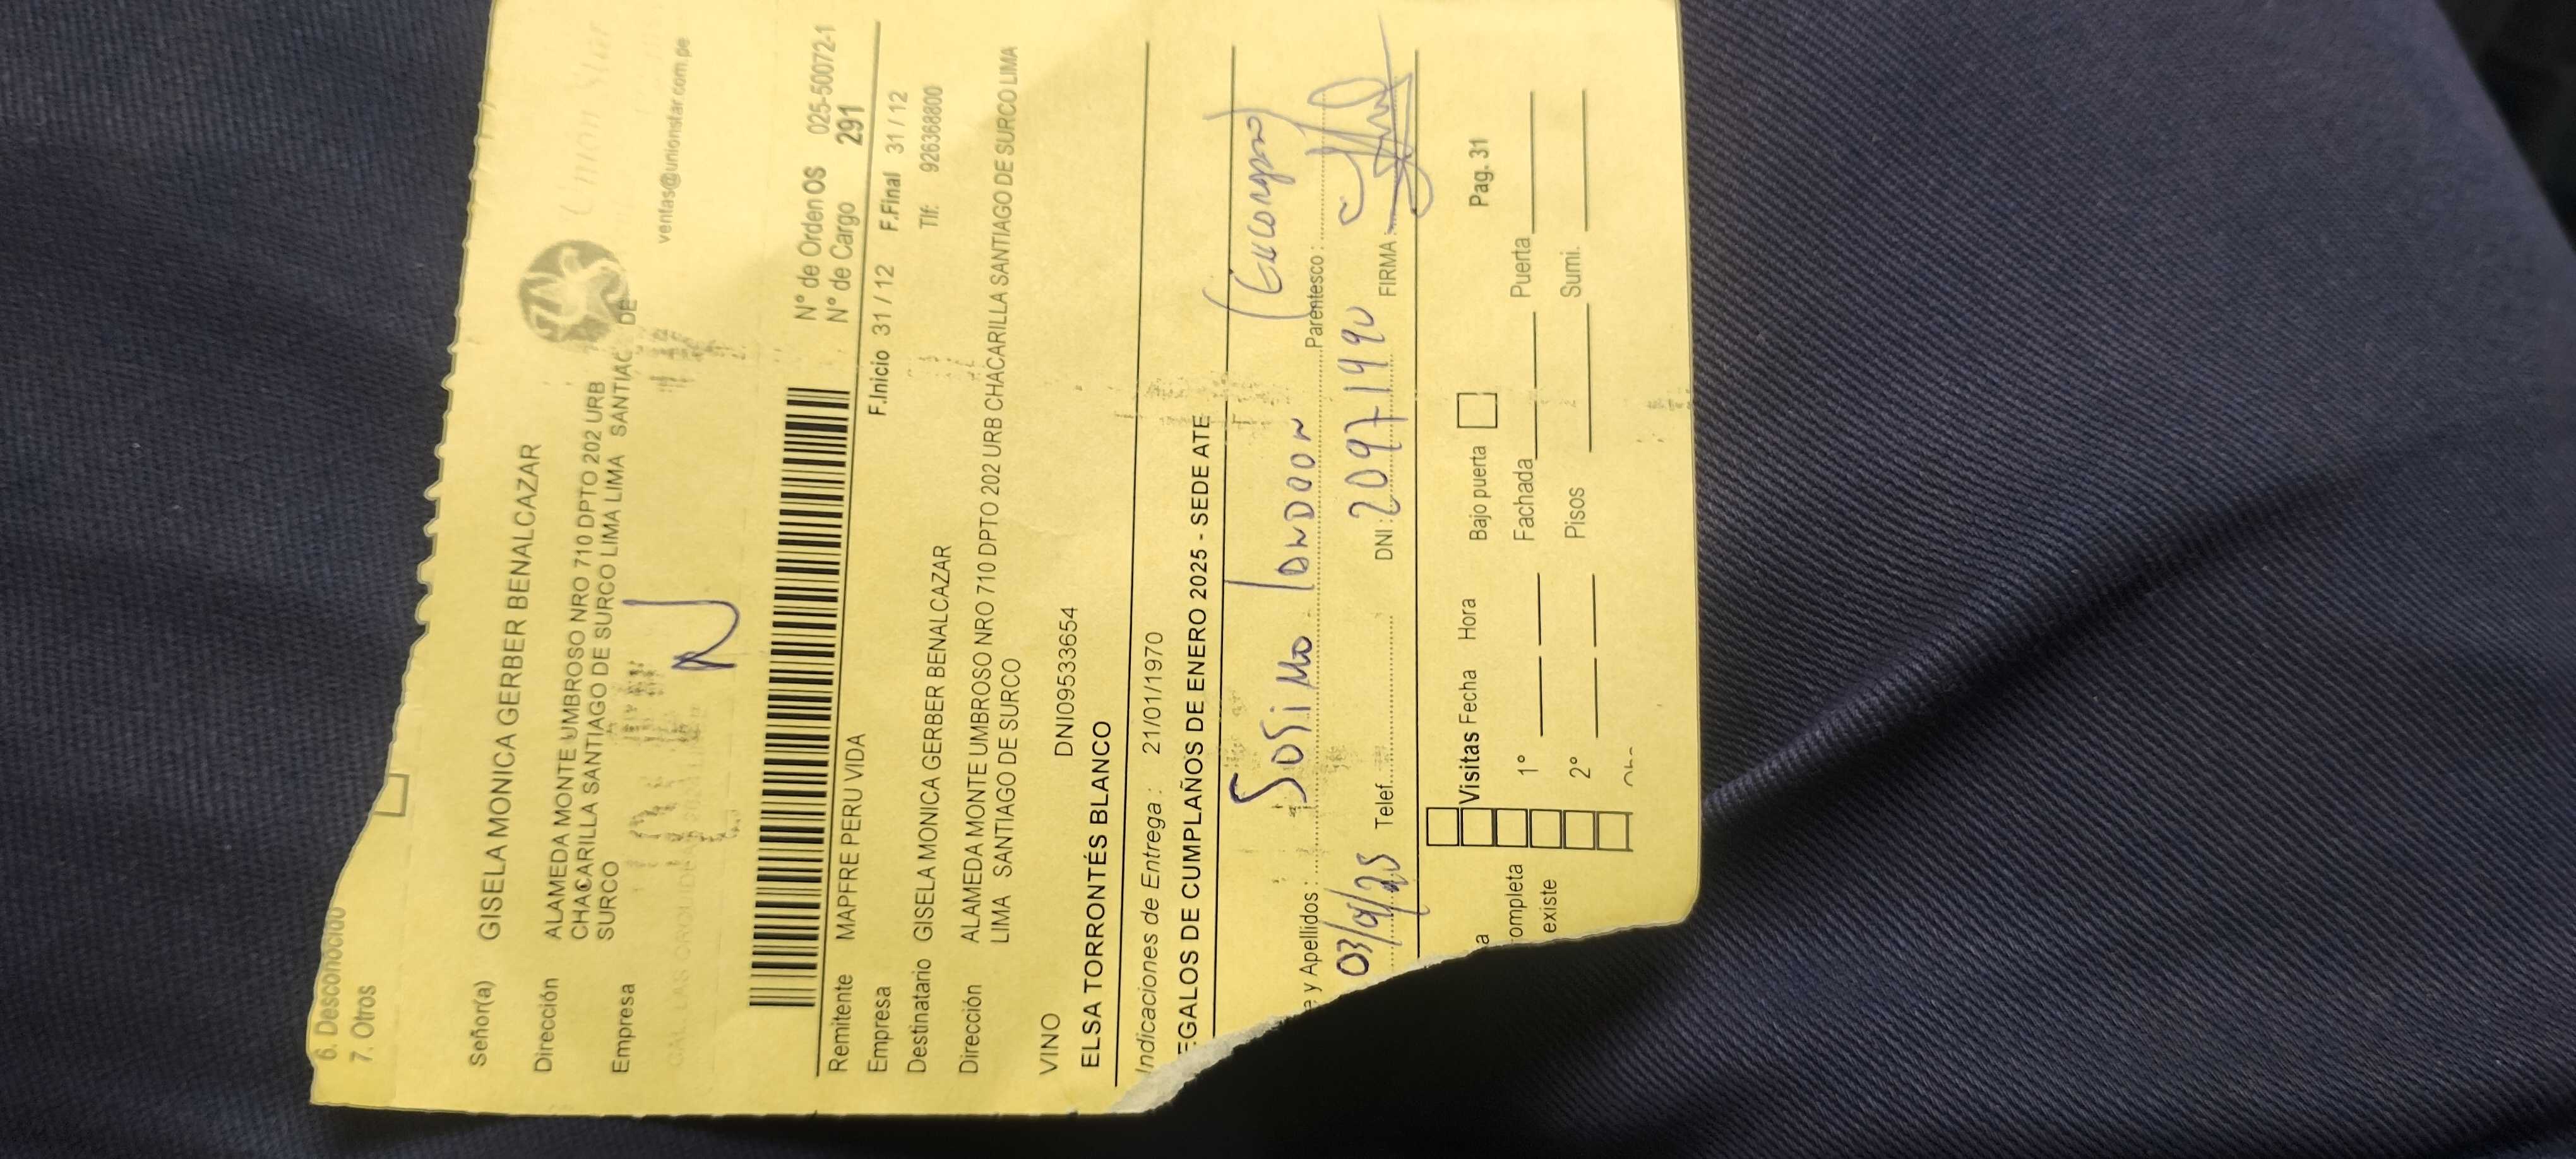 6. Desconocido
7. Otros
Señor(a) GISELA MONICA GERBER BENALCAZAR
Dirección ALAMEDA MONTE UMBROSO NRO 710 DPTO 202 URB
CHACARILLA SANTIAGO DE SURCO LIMA LIMA SANTIAG DE
SURCO
Empresa
Union Star
ventas@unionstar.com.pe
N° de Orden OS 025-50072-1
N° de Cargo 291
Remitente MAPFRE PERU VIDA
F.Inicio 31 / 12 F.Final 31 / 12
Empresa
Destinatario GISELA MONICA GERBER BENALCAZAR
Tlf: 926368800
Dirección ALAMEDA MONTE UMBROSO NRO 710 DPTO 202 URB CHACARILLA SANTIAGO DE SURCO LIMA
LIMA SANTIAGO DE SURCO
VINO DNI09533654
ELSA TORRONTÉS BLANCO
Indicaciones de Entrega : 21/01/1970
EGALOS DE CUMPLAÑOS DE ENERO 2025 - SEDE ATE
e y Apellidos : Sosimo Parentesco :
03/01/25 Telef. DNI : 20971990 FIRMA :
Visitas Fecha Hora Bajo puerta Pag. 31
a
ompleta 1° Fachada Puerta
existe 2° Pisos Sumi.